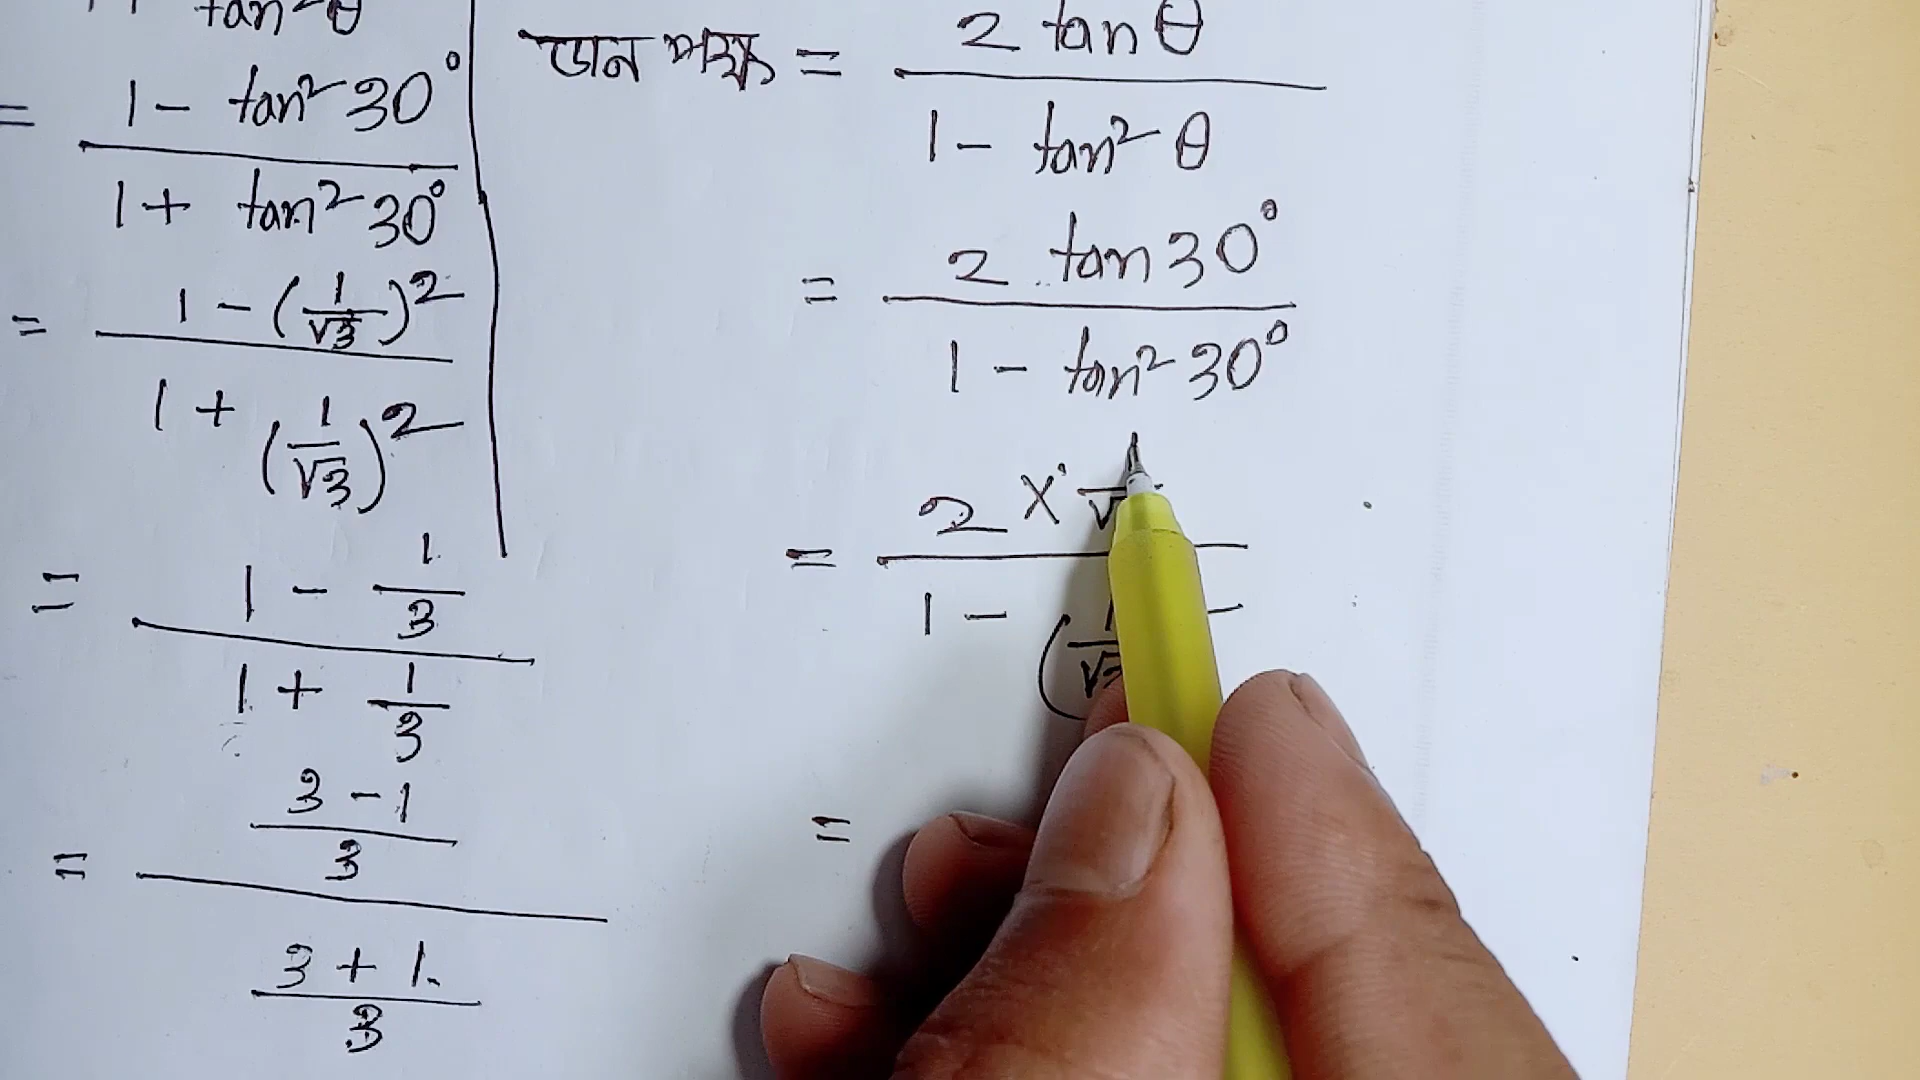 tan²θ
= 1 - tan² 30° / 1 + tan² 30°
= 1 - (1/√3)² / 1 + (1/√3)²
= 1 - 1/3 / 1 + 1/3
= 3 - 1 / 3 / 3 + 1 / 3
ডান পক্ষ = 2 tan θ / 1 - tan² θ
= 2 tan 30° / 1 - tan² 30°
= 2 × / 1 -
=